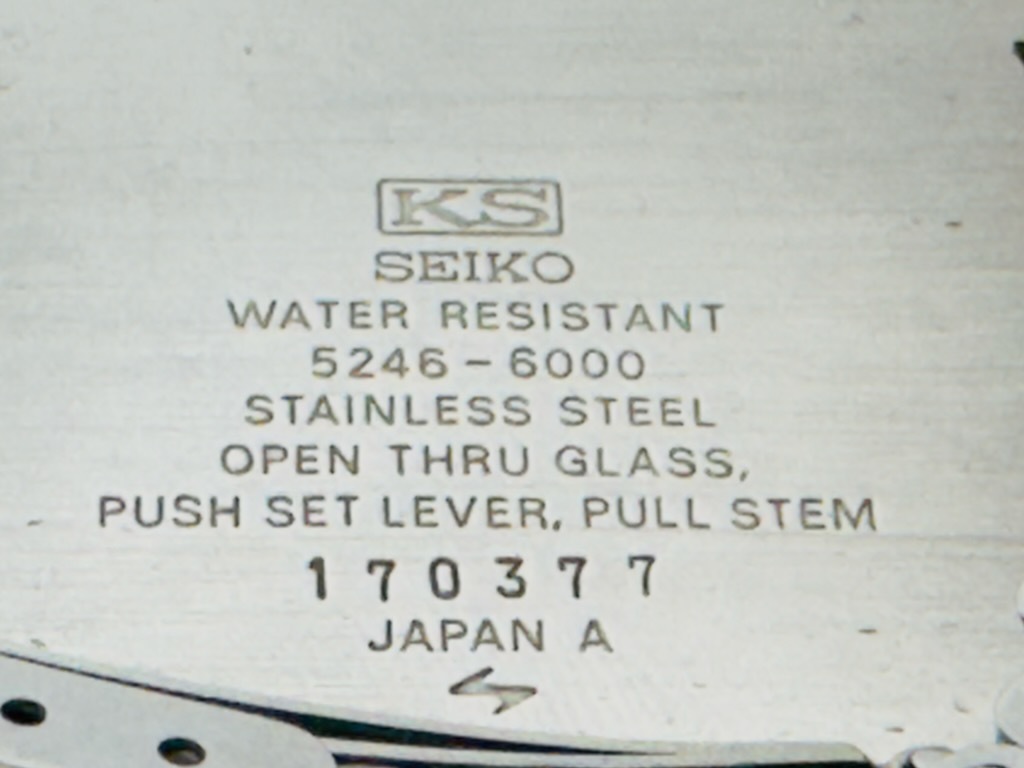 KS
SEIKO
WATER RESISTANT
5246-6000
STAINLESS STEEL
OPEN THRU GLASS,
PUSH SET LEVER, PULL STEM
170377
JAPAN A